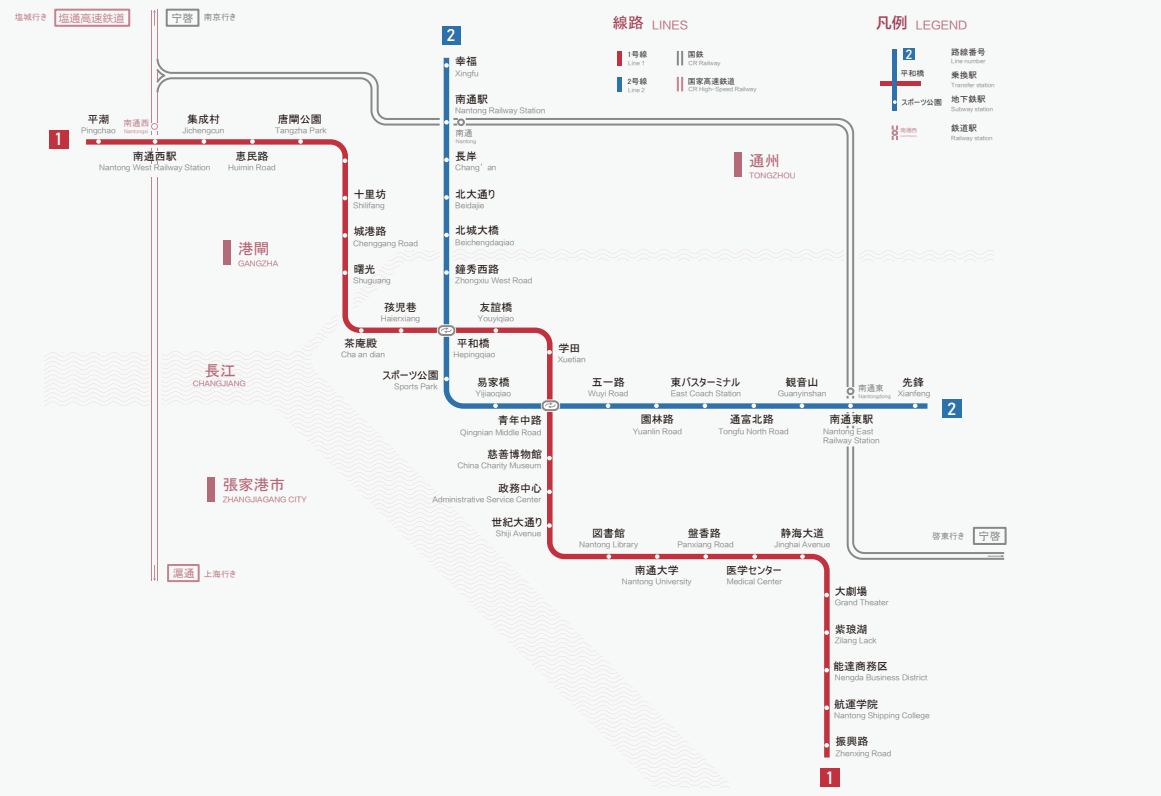 塩城行き 塩通高速鉄道
宁啓 南京行き
線路 LINES
1号線
Line 1
国鉄
CR Railway
2号線
Line 2
国家高速鉄道
CR High-Speed Railway
凡例 LEGEND
2
路線番号
Line number
平和橋
乗換駅
Transfer station
スポーツ公園
地下鉄駅
Subway station
南通西
鉄道駅
Railway station
2
幸福
Xingfu
南通駅
Nantong Railway Station
南通
Nantong
長岸
Chang' an
北大通り
Beidajie
北城大橋
Beichengdaqiao
鐘秀西路
Zhongxiu West Road
1
平潮
Pingchao
南通西
Nantongxi
南通西駅
Nantong West Railway Station
集成村
Jichengcun
恵民路
Huimin Road
唐閘公園
Tangzha Park
十里坊
Shilifang
城港路
Chenggang Road
曙光
Shuguang
孩児巷
Haierxiang
茶庵殿
Cha an dian
友誼橋
Youyiqiao
平和橋
Hepingqiao
学田
Xuetian
スポーツ公園
Sports Park
易家橋
Yijiaoqiao
五一路
Wuyi Road
東バスターミナル
East Coach Station
観音山
Guanyinshan
南通東
Nantongdong
先鋒
Xianfeng
2
青年中路
Qingnian Middle Road
園林路
Yuanlin Road
通富北路
Tongfu North Road
南通東駅
Nantong East
Railway Station
慈善博物館
China Charity Museum
政務中心
Administrative Service Center
世紀大通り
Shiji Avenue
図書館
Nantong Library
南通大学
Nantong University
盤香路
Panxiang Road
医学センター
Medical Center
静海大道
Jinghai Avenue
大劇場
Grand Theater
紫琅湖
Zilang Lack
能達商務区
Nengda Business District
航運学院
Nantong Shipping College
振興路
Zhenxing Road
1
通州
TONGZHOU
港閘
GANGZHA
長江
CHANGJIANG
張家港市
ZHANGJIAGANG CITY
滬通 上海行き
啓東行き 宁啓